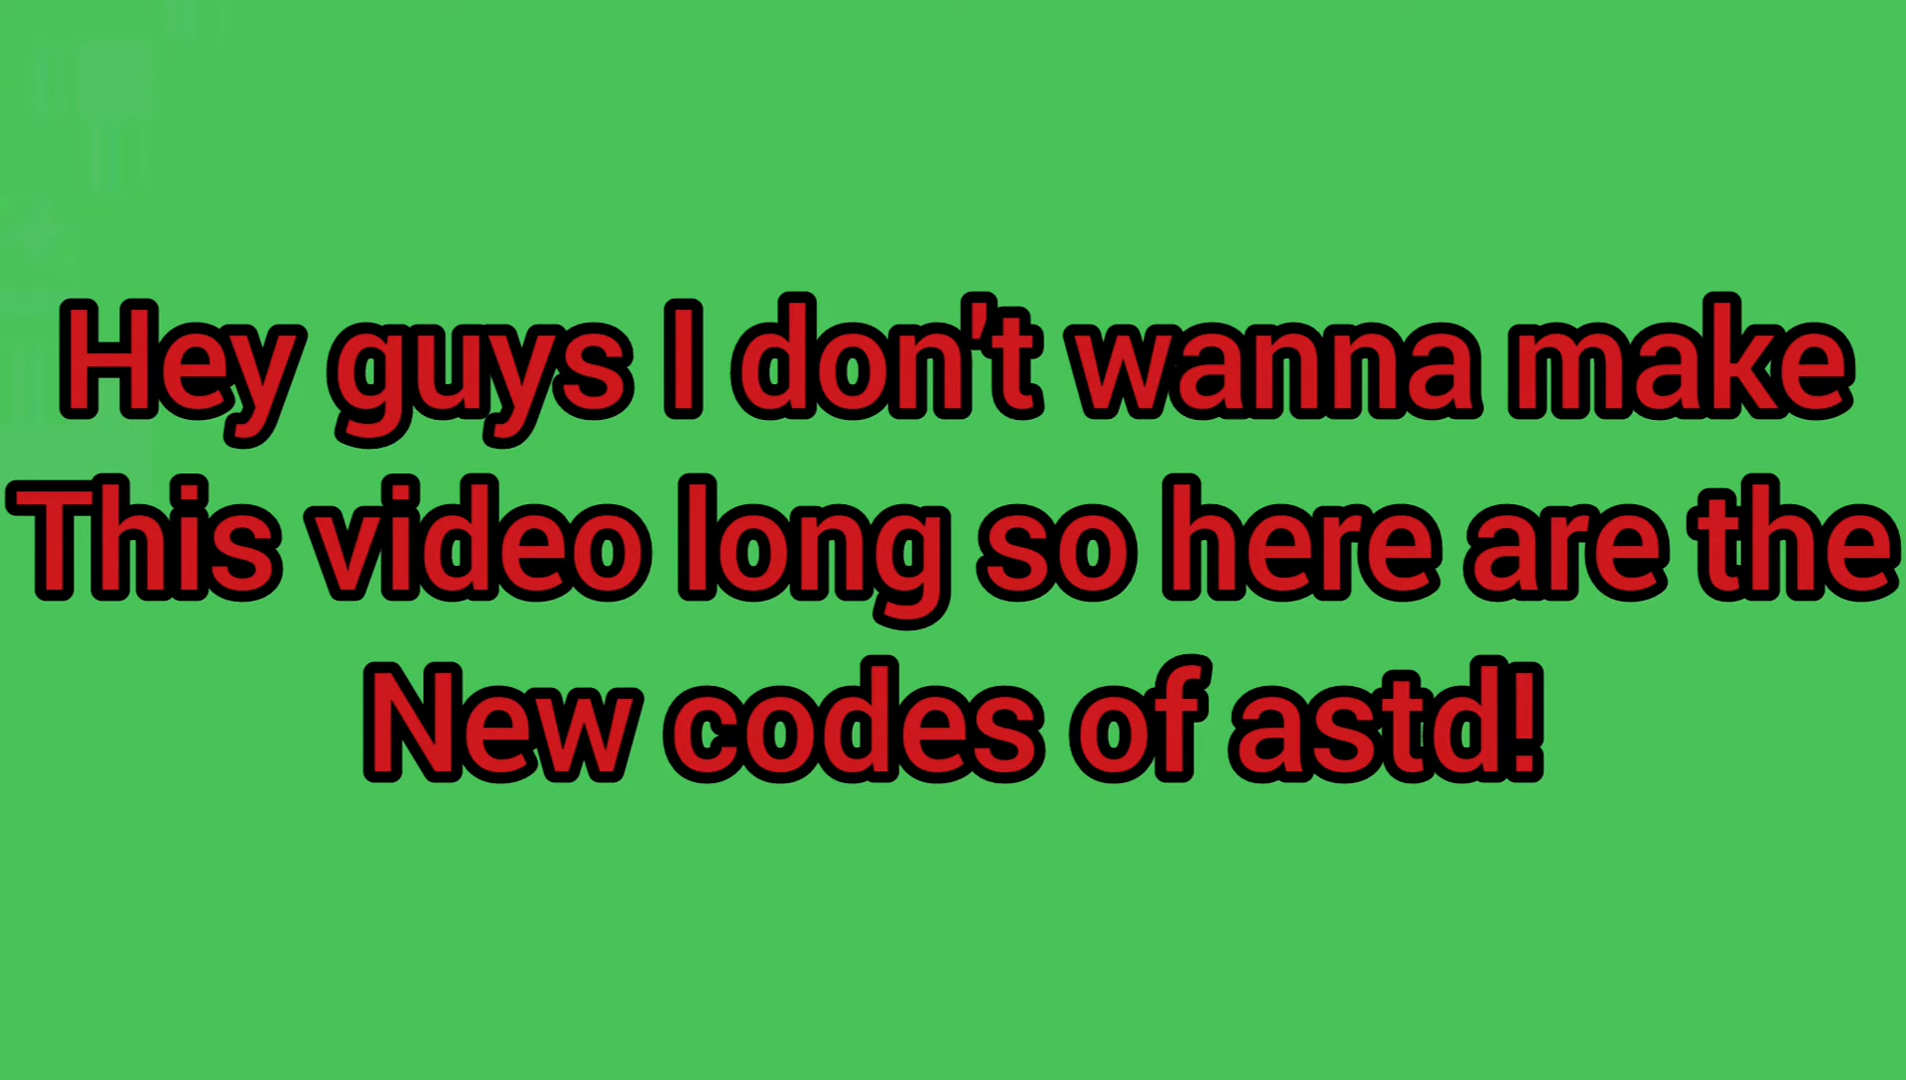 Hey guys I don't wanna make
This video long so here are the
New codes of astd!